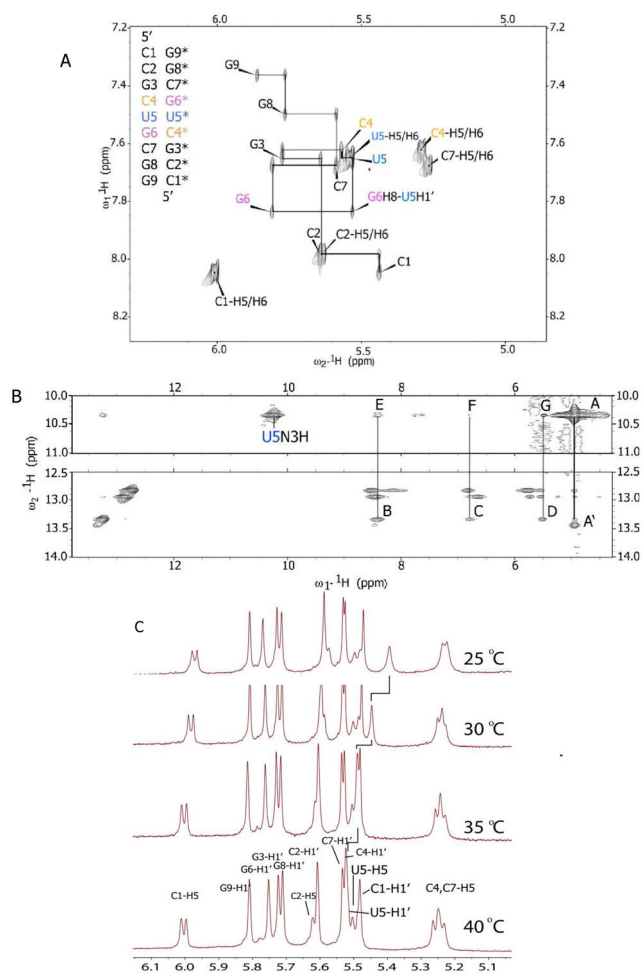 A
5′
C1 G9*
C2 G8*
G3 C7*
C4 G6*
U5 U5*
G6 C4*
C7 G3*
G8 C2*
G9 C1*
5′
7.2
7.4
7.6
7.8
8.0
8.2
ω1-¹H (ppm)
G9
G8
C4
U5-H5/H6
C4-H5/H6
G3
U5
C7-H5/H6
C7
G6
G6H8-U5H1′
C2
C2-H5/H6
C1
C1-H5/H6
6.0 5.5 5.0
ω2-¹H (ppm)
B
11 10 8 6
10.0
10.5
11.0
E F G A
U5N3H
12.5
13.0
13.5
14.0
B C D A‘
ω2 -¹H (ppm)
11 10 8 6
ω1-¹H (ppm)
C
25 °C
30 °C
35 °C
40 °C
C1-H5
G9-H1′
G6-H1′
G3-H1′
G8-H1′
C2-H1′
C2-H5
C7-H1′
C4-H1′
U5-H5
C1-H1′
U5-H1′
C4,C7-H5
6.1 6.0 5.9 5.8 5.7 5.6 5.5 5.4 5.3 5.2 5.1